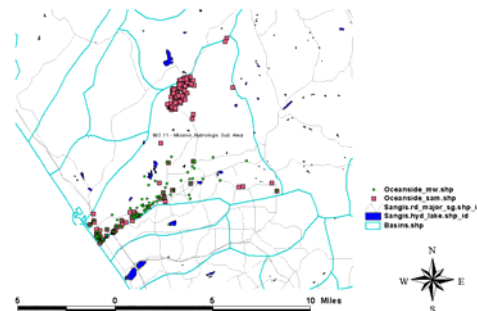 903.11 - Mission Hydrologic Sub Area
Oceanside_mw.shp
Oceanside_sam.shp
Sangis.rd_major_sg.shp_i
Sangis.hyd_lake.shp_id
Basins.shp
N
W E
S
5 0 5 10 Miles